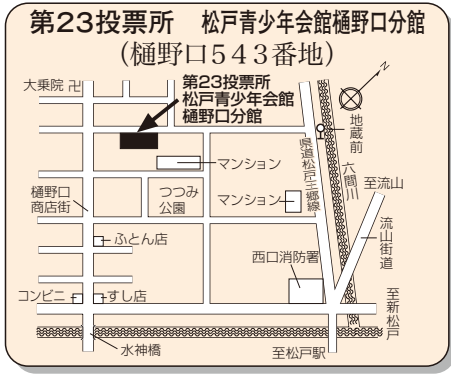 第23投票所 松戸青少年会館樋野口分館
(樋野口543番地)
大乗院 卍
第23投票所
松戸青少年会館
樋野口分館
N
地蔵前
県道松戸三郷線
六間川
マンション
至流山
樋野口
商店街
つつみ
公園
マンション
流山街道
ふとん店
西口消防署
コンビニ
すし店
至新松戸
水神橋
至松戸駅